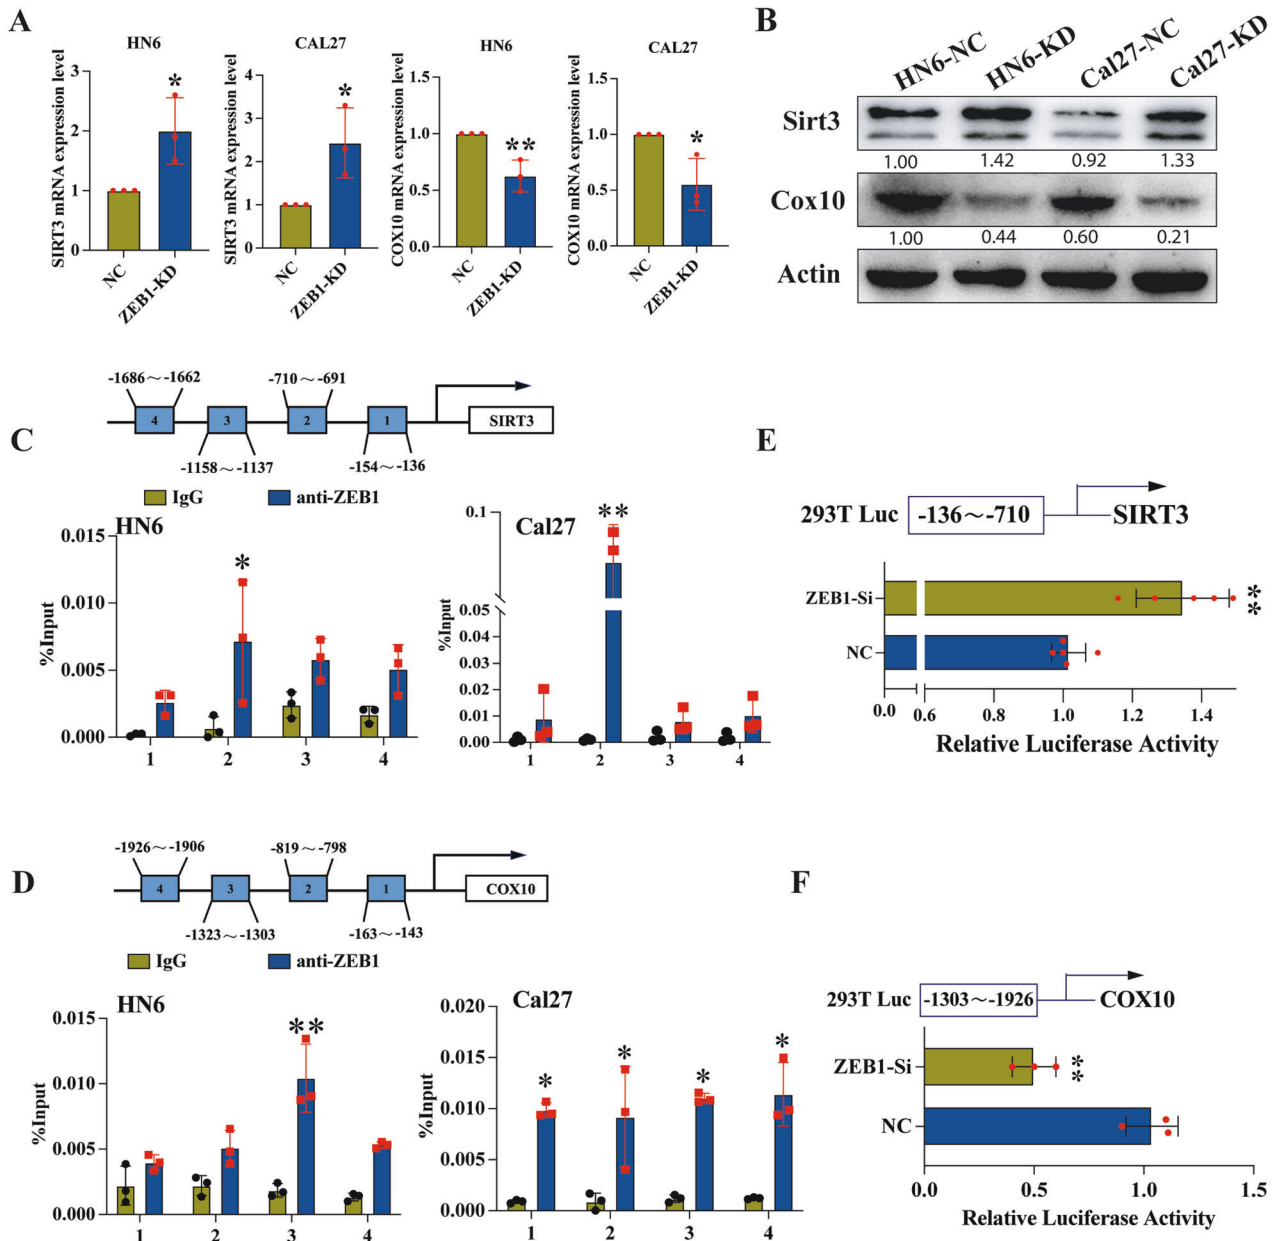 A
HN6
SIRT3 mRNA expression level
3
2
1
0
*
NC
ZEB1-KD
CAL27
SIRT3 mRNA expression level
4
3
2
1
0
*
NC
ZEB1-KD
HN6
COX10 mRNA expression level
1.5
1.0
0.5
0.0
**
NC
ZEB1-KD
CAL27
COX10 mRNA expression level
1.5
1.0
0.5
0.0
*
NC
ZEB1-KD
B
HN6-NC
HN6-KD
Cal27-NC
Cal27-KD
Sirt3
1.00 1.42 0.92 1.33
Cox10
1.00 0.44 0.60 0.21
Actin
C
-1686～-1662
-710～-691
4 3 2 1
SIRT3
-1158～-1137
-154～-136
IgG
anti-ZEB1
HN6
%Input
0.015
0.010
0.005
0.000
*
1 2 3 4
Cal27
%Input
0.1
0.05
0.04
0.03
0.02
0.01
0.00
**
1 2 3 4
E
293T Luc
-136～-710
SIRT3
ZEB1-Si
**
NC
0.0 0.6 1.0 1.2 1.4
Relative Luciferase Activity
D
-1926～-1906
-819～-798
4 3 2 1
COX10
-1323～-1303
-163～-143
IgG
anti-ZEB1
HN6
%Input
0.015
0.010
0.005
0.000
**
1 2 3 4
Cal27
%Input
0.020
0.015
0.010
0.005
0.000
* * * *
1 2 3 4
F
293T Luc
-1303～-1926
COX10
ZEB1-Si
**
NC
0.0 0.5 1.0 1.5
Relative Luciferase Activity